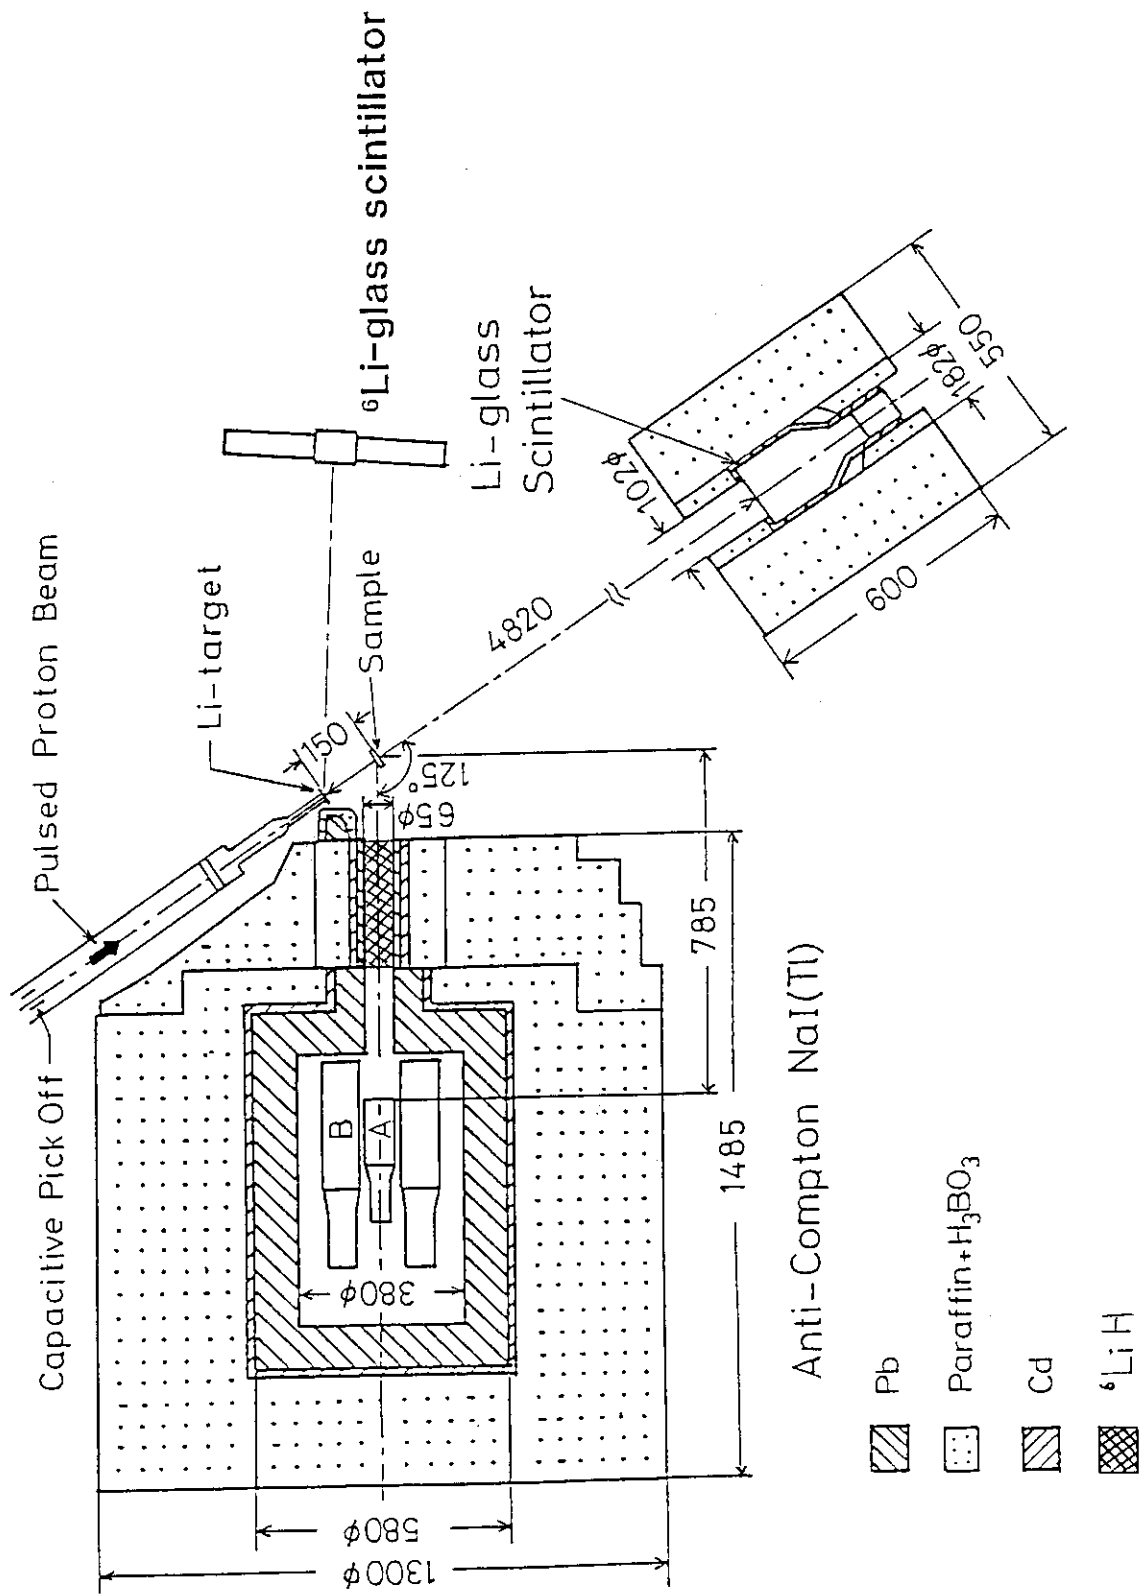 Capacitive Pick Off
Pulsed Proton Beam
Li-target
⁶Li-glass scintillator
150
Sample
Li-glass
Scintillator
125°
65φ
4820
102φ
182φ
550
600
B
A
380φ
580φ
1300φ
785
1485
Anti-Compton NaI(Tl)
Pb
Paraffin+H₃BO₃
Cd
⁶LiH